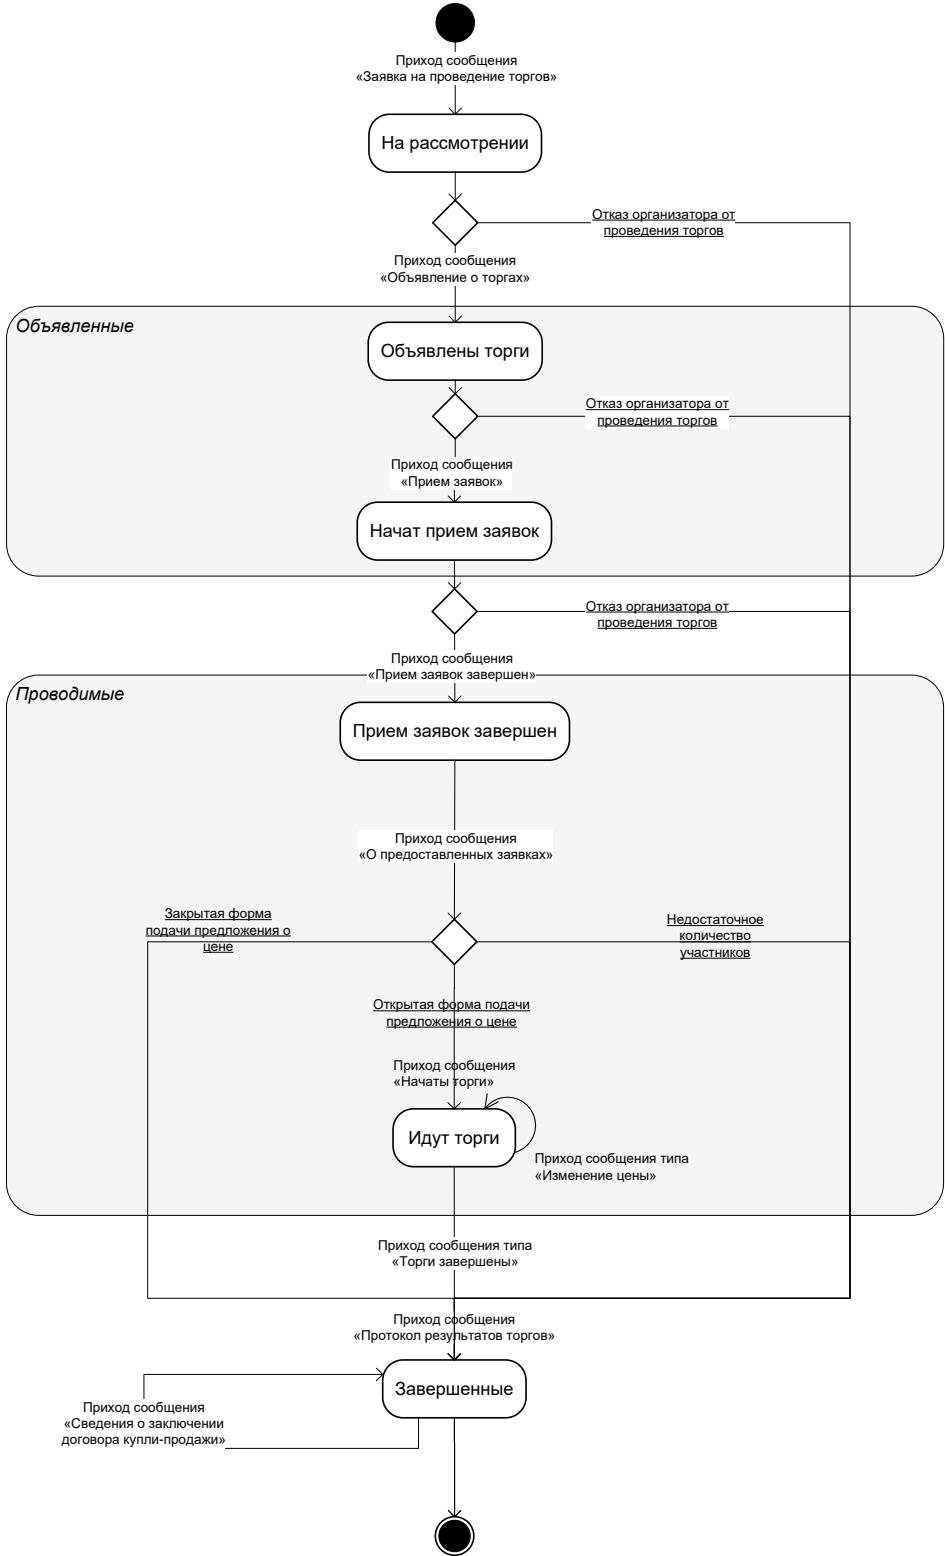 Приход сообщения
«Заявка на проведение торгов»
На рассмотрении
Отказ организатора от
проведения торгов
Приход сообщения
«Объявление о торгах»
Объявленные
Объявлены торги
Отказ организатора от
проведения торгов
Приход сообщения
«Прием заявок»
Начат прием заявок
Отказ организатора от
проведения торгов
Приход сообщения
«Прием заявок завершен»
Проводимые
Прием заявок завершен
Приход сообщения
«О предоставленных заявках»
Закрытая форма
подачи предложения о
цене
Недостаточное
количество
участников
Открытая форма подачи
предложения о цене
Приход сообщения
«Начаты торги»
Идут торги
Приход сообщения типа
«Изменение цены»
Приход сообщения типа
«Торги завершены»
Приход сообщения
«Протокол результатов торгов»
Завершенные
Приход сообщения
«Сведения о заключении
договора купли-продажи»